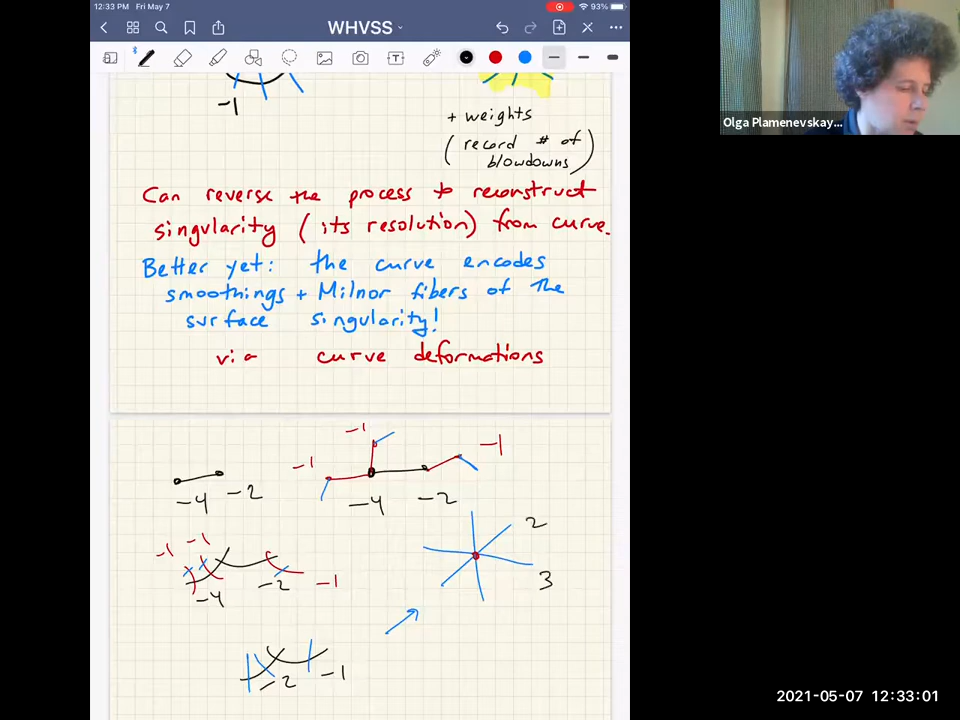 12:33 PM Fri May 7
93%
WHVSS
Olga Plamenevskay...
-1
+ weights
( record # of
blowdowns )
Can reverse the process to reconstruct
singularity ( its resolution) from curve.
Better yet: the curve encodes
smoothings + Milnor fibers of the
surface singularity!
via curve deformations
-1
-1
-1
-4
-2
-4
-2
2
-1
-1
3
-2
-1
-4
-2
-1
2021-05-07 12:33:01